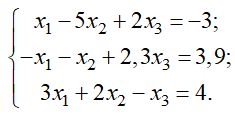 x₁ − 5x₂ + 2x₃ = −3;
−x₁ − x₂ + 2,3x₃ = 3,9;
3x₁ + 2x₂ − x₃ = 4.